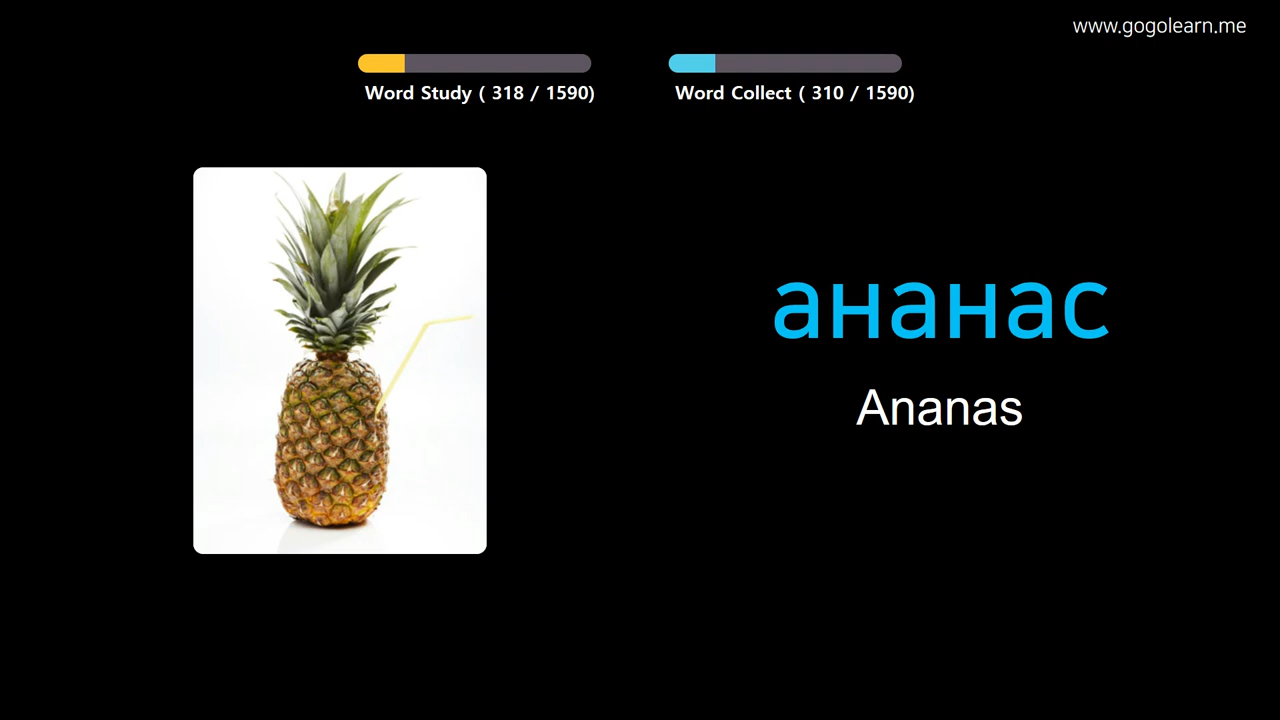 www.gogolearn.me
Word Study ( 318 / 1590)
Word Collect ( 310 / 1590)
ананас
Ananas